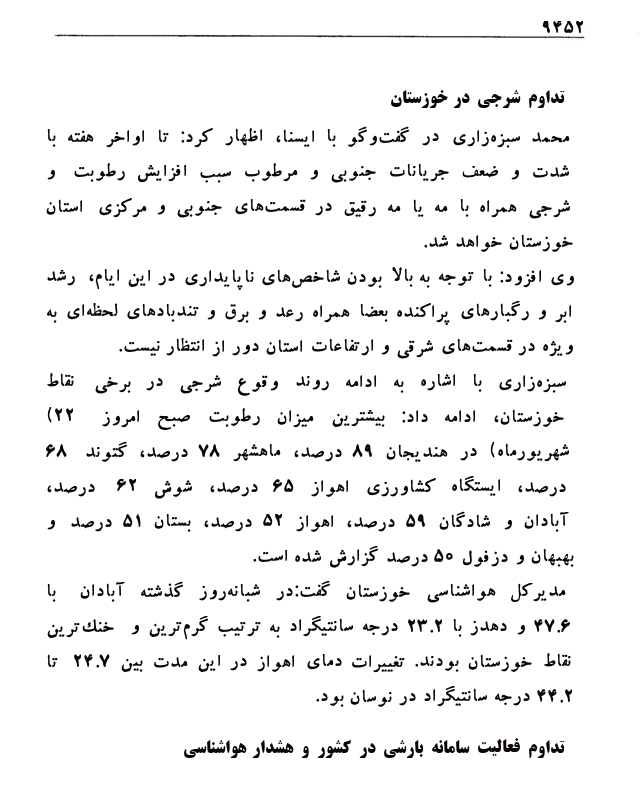 ۹۴۵۲
تداوم شرجی در خوزستان
محمد سبزه‌زاری در گفت‌وگو با ایسنا، اظهار کرد: تا اواخر هفته با
شدت و ضعف جریانات جنوبی و مرطوب سبب افزایش رطوبت و
شرجی همراه با مه یا مه رقیق در قسمت‌های جنوبی و مرکزی استان
خوزستان خواهد شد.
وی افزود: با توجه به بالا بودن شاخص‌های ناپایداری در این ایام، رشد
ابر و رگبارهای پراکنده بعضا همراه رعد و برق و تندبادهای لحظه‌ای به
ویژه در قسمت‌های شرقی و ارتفاعات استان دور از انتظار نیست.
سبزه‌زاری با اشاره به ادامه روند وقوع شرجی در برخی نقاط
خوزستان، ادامه داد: بیشترین میزان رطوبت صبح امروز ۲۲)
شهریورماه) در هندیجان ۸۹ درصد، ماهشهر ۷۸ درصد، گتوند ۶۸
درصد، ایستگاه کشاورزی اهواز ۶۵ درصد، شوش ۶۲ درصد،
آبادان و شادگان ۵۹ درصد، اهواز ۵۲ درصد، بستان ۵۱ درصد و
بهبهان و دزفول ۵۰ درصد گزارش شده است.
مدیرکل هواشناسی خوزستان گفت:در شبانه‌روز گذشته آبادان با
۴۷.۶ و دهدز با ۲۳.۲ درجه سانتیگراد به ترتیب گرم‌ترین و خنک‌ترین
نقاط خوزستان بودند. تغییرات دمای اهواز در این مدت بین ۲۴.۷ تا
۴۴.۲ درجه سانتیگراد در نوسان بود.
تداوم فعالیت سامانه بارشی در کشور و هشدار هواشناسی